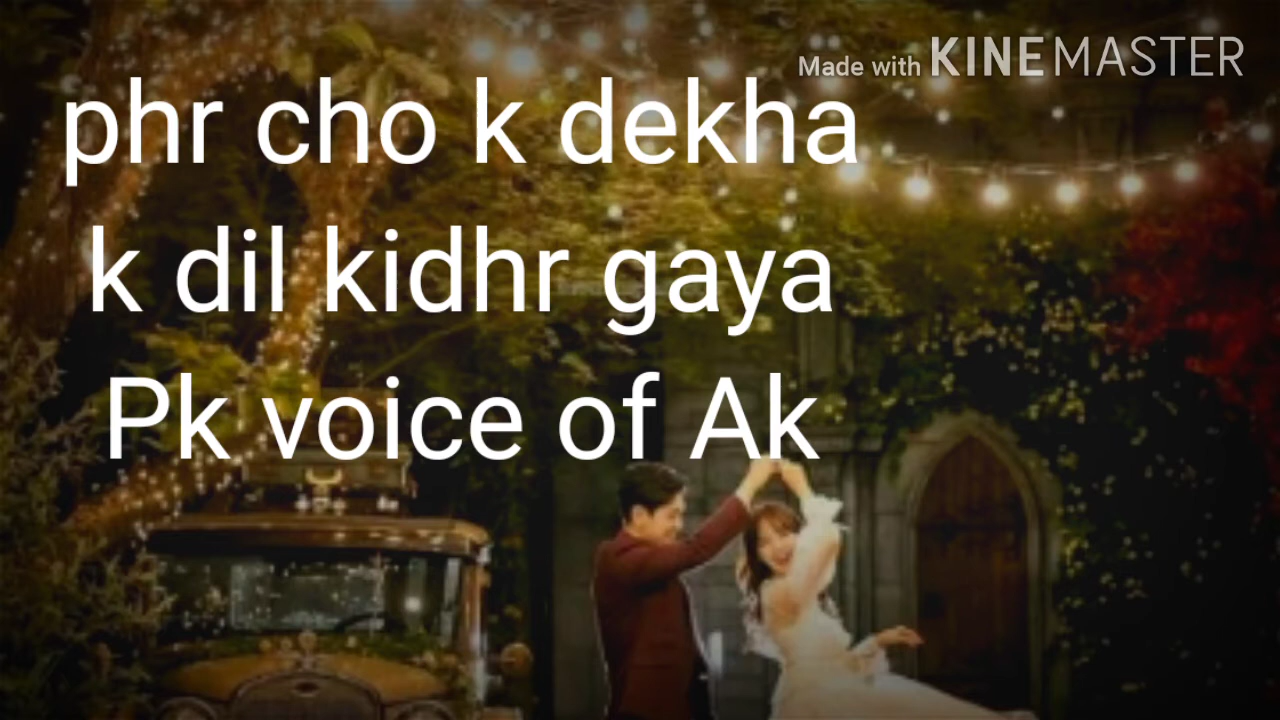 Made with KINEMASTER
phr cho k dekha
k dil kidhr gaya
Pk voice of Ak